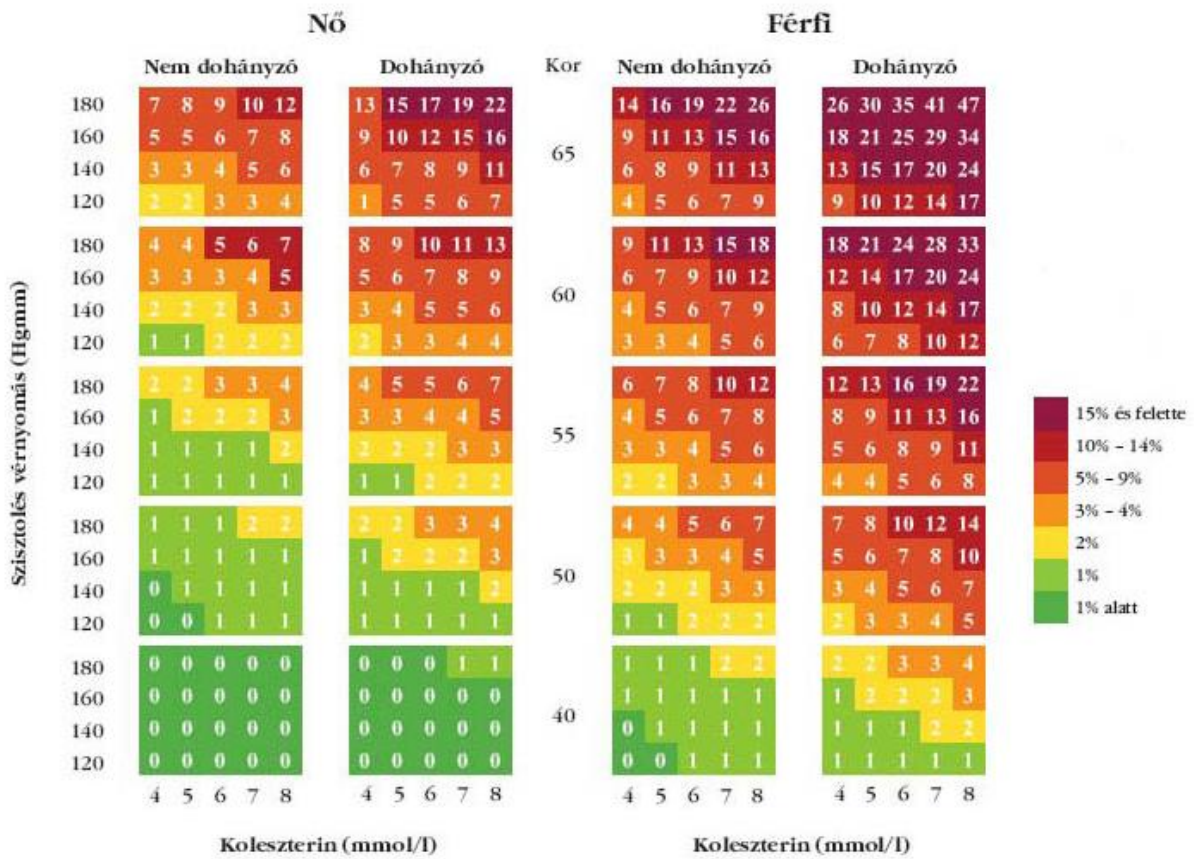 Nő Férfi
Nem dohányzó Dohányzó Kor Nem dohányzó Dohányzó
180 7 8 9 10 12 13 15 17 19 22 14 16 19 22 26 26 30 35 41 47
160 5 5 6 7 8 9 10 12 15 16 9 11 13 15 16 18 21 25 29 34
65
140 3 3 4 5 6 6 7 8 9 11 6 8 9 11 13 13 15 17 20 24
120 2 2 3 3 4 1 5 5 6 7 4 5 6 7 9 9 10 12 14 17
180 4 4 5 6 7 8 9 10 11 13 9 11 13 15 18 18 21 24 28 33
160 3 3 3 4 5 5 6 7 8 9 6 7 9 10 12 12 14 17 20 24
60
140 2 2 2 3 3 3 4 5 5 6 4 5 6 7 9 8 10 12 14 17
120 1 1 2 2 2 2 3 3 4 4 3 3 4 5 6 6 7 8 10 12
180 2 2 3 3 4 4 5 5 6 7 6 7 8 10 12 12 13 16 19 22
160 1 2 2 2 3 3 3 4 4 5 4 5 6 7 8 8 9 11 13 16
55
140 1 1 1 1 2 2 2 2 3 3 3 3 4 5 6 5 6 8 9 11
120 1 1 1 1 1 1 1 2 2 2 2 2 3 3 4 4 4 5 6 8
180 1 1 1 2 2 2 2 3 3 4 4 4 5 6 7 7 8 10 12 14
160 1 1 1 1 1 1 2 2 2 3 3 3 3 4 5 5 6 7 8 10
50
140 0 1 1 1 1 1 1 1 1 2 2 2 2 3 3 3 4 5 6 7
120 0 0 1 1 1 1 1 1 1 1 1 1 2 2 2 2 3 3 4 5
180 0 0 0 0 0 0 0 0 1 1 1 1 1 2 2 2 2 3 3 4
160 0 0 0 0 0 0 0 0 0 0 1 1 1 1 1 1 2 2 2 3
40
140 0 0 0 0 0 0 0 0 0 0 0 1 1 1 1 1 1 1 2 2
120 0 0 0 0 0 0 0 0 0 0 0 0 1 1 1 1 1 1 1 1
4 5 6 7 8 4 5 6 7 8 4 5 6 7 8 4 5 6 7 8
Koleszterin (mmol/l) Koleszterin (mmol/l)
Szisztolés vérnyomás (Hgmm)
15% és felette
10% – 14%
5% – 9%
3% – 4%
2%
1%
1% alatt